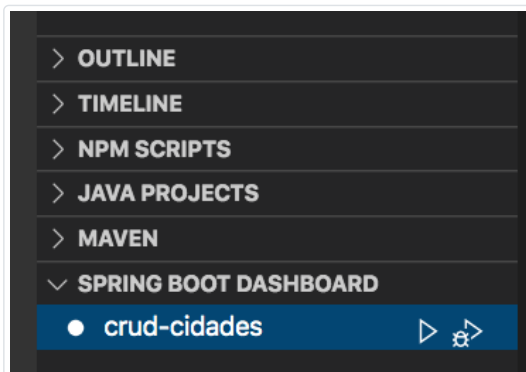 OUTLINE
TIMELINE
NPM SCRIPTS
JAVA PROJECTS
MAVEN
SPRING BOOT DASHBOARD
crud-cidades